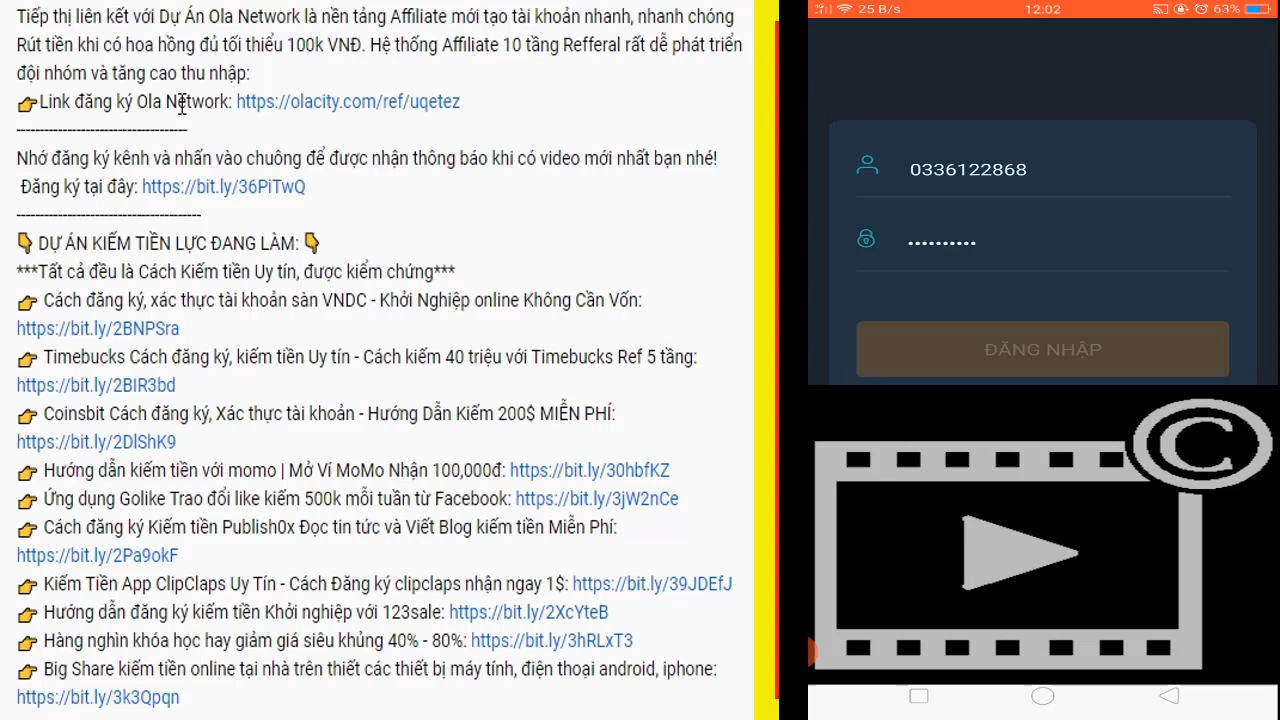 Tiếp thị liên kết với Dự Án Ola Network là nền tảng Affiliate mới tạo tài khoản nhanh, nhanh chóng
Rút tiền khi có hoa hồng đủ tối thiểu 100k VNĐ. Hệ thống Affiliate 10 tầng Refferal rất dễ phát triển
đội nhóm và tăng cao thu nhập:
👉Link đăng ký Ola Network: https://olacity.com/ref/uqetez
------------------------------------
Nhớ đăng ký kênh và nhấn vào chuông để được nhận thông báo khi có video mới nhất bạn nhé!
Đăng ký tại đây: https://bit.ly/36PiTwQ
---------------------------------------
👇 DỰ ÁN KIẾM TIỀN LỰC ĐANG LÀM: 👇
***Tất cả đều là Cách Kiếm tiền Uy tín, được kiểm chứng***
👉 Cách đăng ký, xác thực tài khoản sàn VNDC - Khởi Nghiệp online Không Cần Vốn:
https://bit.ly/2BNPSra
👉 Timebucks Cách đăng ký, kiếm tiền Uy tín - Cách kiếm 40 triệu với Timebucks Ref 5 tầng:
https://bit.ly/2BIR3bd
👉 Coinsbit Cách đăng ký, Xác thực tài khoản - Hướng Dẫn Kiếm 200$ MIỄN PHÍ:
https://bit.ly/2DlShK9
👉 Hướng dẫn kiếm tiền với momo | Mở Ví MoMo Nhận 100,000đ: https://bit.ly/30hbfKZ
👉 Ứng dụng Golike Trao đổi like kiếm 500k mỗi tuần từ Facebook: https://bit.ly/3jW2nCe
👉 Cách đăng ký Kiếm tiền Publish0x Đọc tin tức và Viết Blog kiếm tiền Miễn Phí:
https://bit.ly/2Pa9okF
👉 Kiếm Tiền App ClipClaps Uy Tín - Cách Đăng ký clipclaps nhận ngay 1$: https://bit.ly/39JDEfJ
👉 Hướng dẫn đăng ký kiếm tiền Khởi nghiệp với 123sale: https://bit.ly/2XcYteB
👉 Hàng nghìn khóa học hay giảm giá siêu khủng 40% - 80%: https://bit.ly/3hRLxT3
👉 Big Share kiếm tiền online tại nhà trên thiết các thiết bị máy tính, điện thoại android, iphone:
https://bit.ly/3k3Qpqn
25 B/s 12:02 63%
0336122868
••••••••••
ĐĂNG NHẬP
©